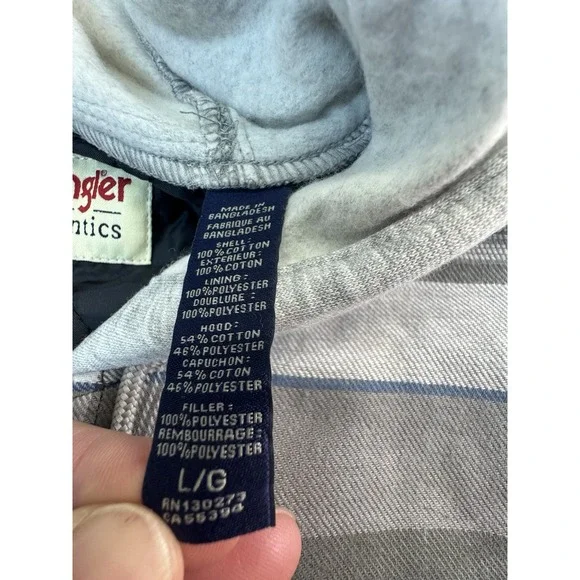 ngler
ntics
MADE IN
BANGLADESH
FABRIQUE AU
BANGLADESH
SHELL:
100%COTTON
EXTERIEUR:
100%COTON
LINING:
100%POLYESTER
DOUBLURE:
100%POLYESTER
HOOD:
54%COTTON
46%POLYESTER
CAPUCHON:
54%COTON
46%POLYESTER
FILLER:
100%POLYESTER
REMBOURRAGE:
100%POLYESTER
L/G
RN130273
CA55394